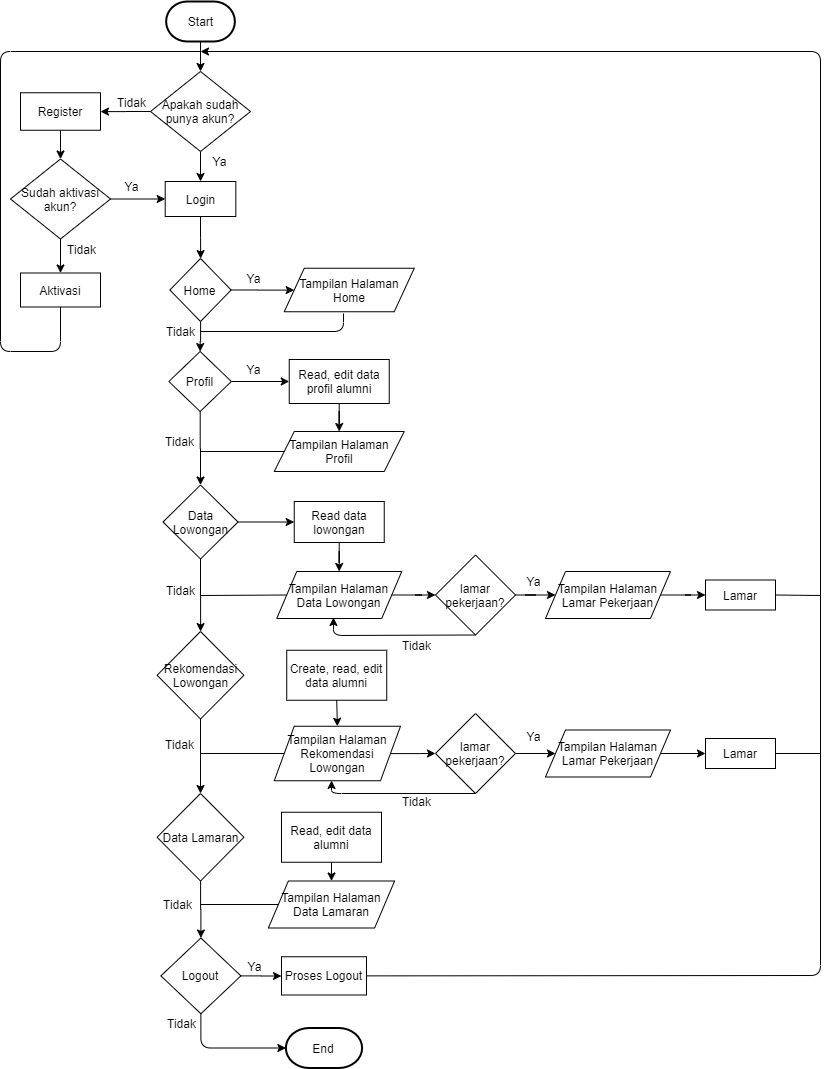 Start
Apakah sudah
punya akun?
Tidak
Register
Ya
Sudah aktivasi
akun?
Ya
Login
Tidak
Aktivasi
Home
Ya
Tampilan Halaman
Home
Tidak
Profil
Ya
Read, edit data
profil alumni
Tidak
Tampilan Halaman
Profil
Data
Lowongan
Read data
lowongan
Tidak
Tampilan Halaman
Data Lowongan
lamar
pekerjaan?
Ya
Tampilan Halaman
Lamar Pekerjaan
Lamar
Tidak
Rekomendasi
Lowongan
Create, read, edit
data alumni
Tidak
Tampilan Halaman
Rekomendasi
Lowongan
lamar
pekerjaan?
Ya
Tampilan Halaman
Lamar Pekerjaan
Lamar
Tidak
Data Lamaran
Read, edit data
alumni
Tidak
Tampilan Halaman
Data Lamaran
Logout
Ya
Proses Logout
Tidak
End